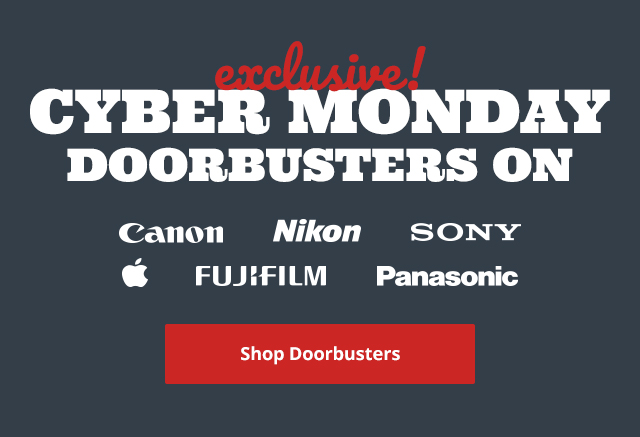 exclusive!
CYBER MONDAY
DOORBUSTERS ON
Canon Nikon SONY
FUJIFILM Panasonic
Shop Doorbusters